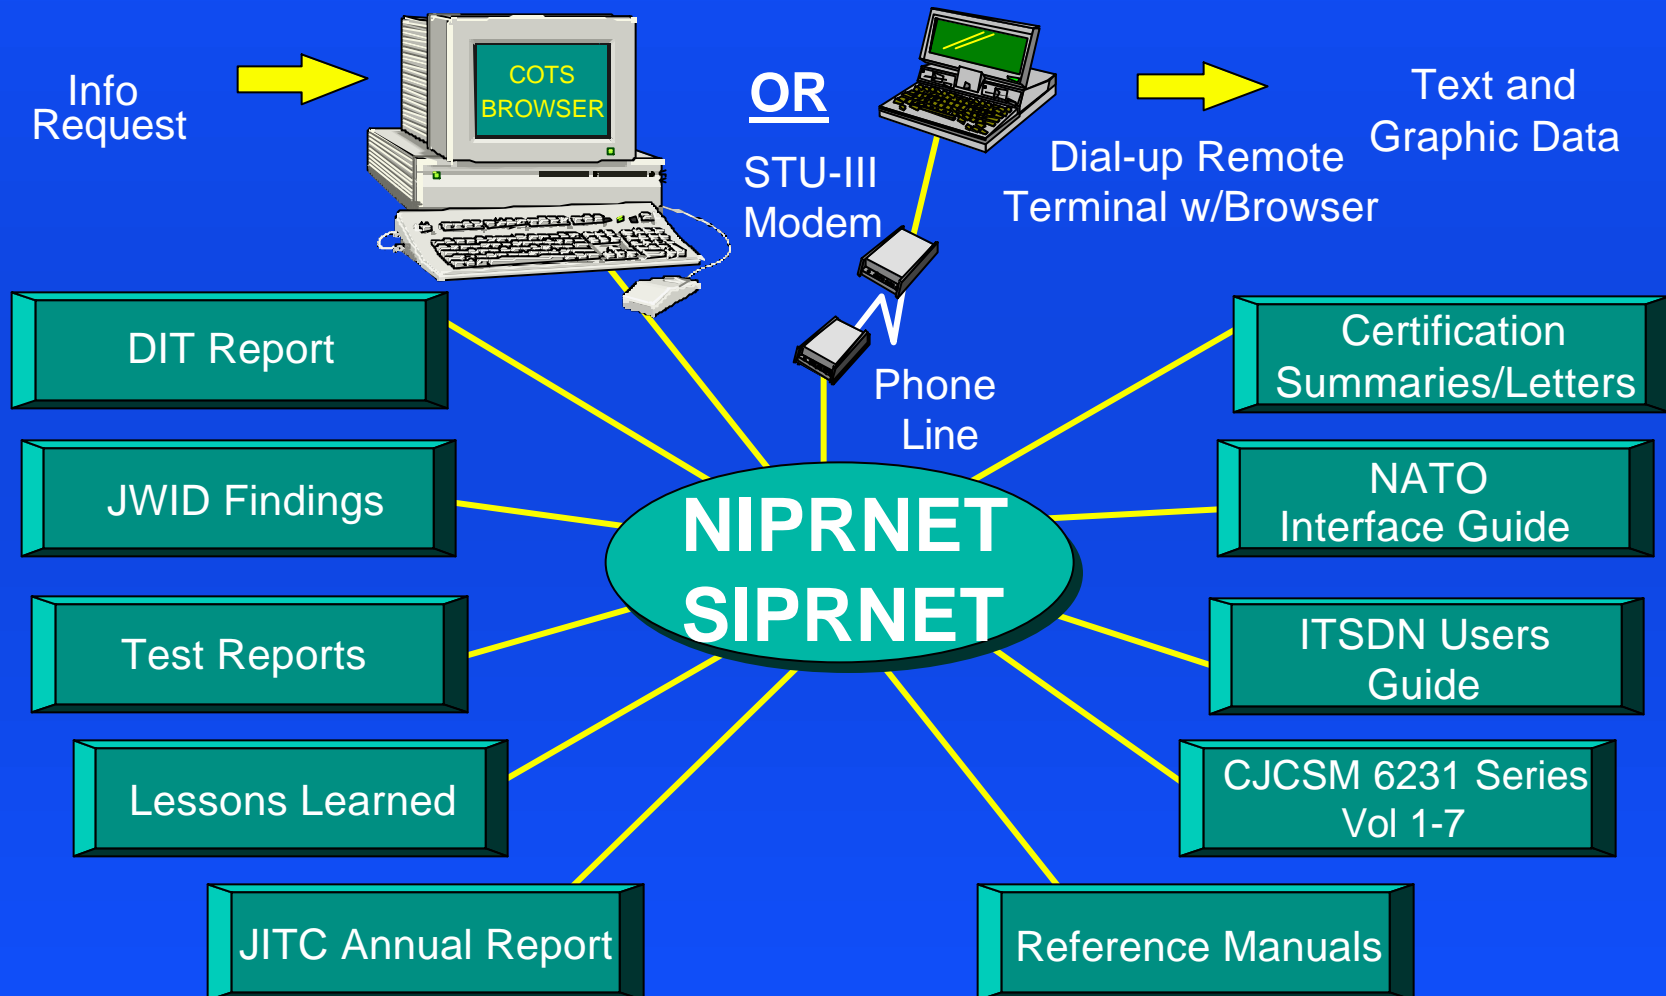 Info
Request
COTS
BROWSER
OR
STU-III
Modem
Dial-up Remote
Terminal w/Browser
Text and
Graphic Data
Phone
Line
DIT Report
JWID Findings
Test Reports
Lessons Learned
JITC Annual Report
NIPRNET
SIPRNET
Certification
Summaries/Letters
NATO
Interface Guide
ITSDN Users
Guide
CJCSM 6231 Series
Vol 1-7
Reference Manuals